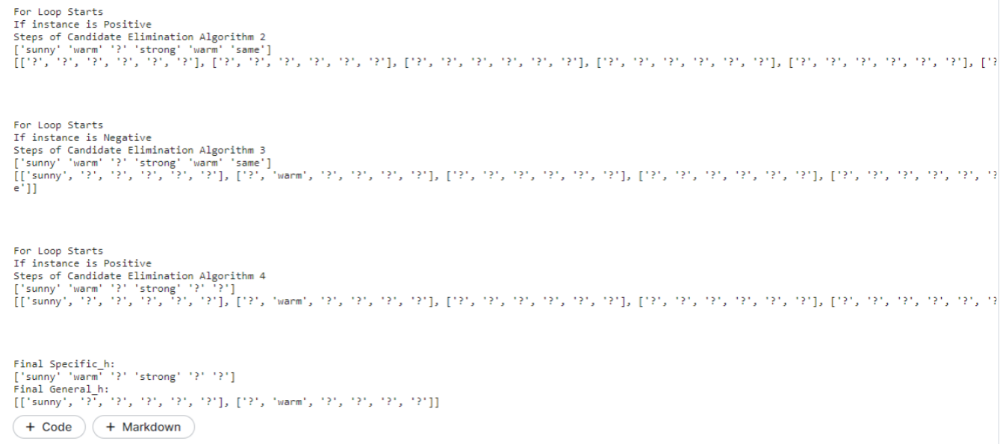 For Loop Starts
If instance is Positive
Steps of Candidate Elimination Algorithm 2
['sunny' 'warm' '?' 'strong' 'warm' 'same']
[['?', '?', '?', '?', '?', '?'], ['?', '?', '?', '?', '?', '?'], ['?', '?', '?', '?', '?', '?'], ['?', '?', '?', '?', '?', '?'], ['?', '?', '?', '?', '?', '?'], ['?
For Loop Starts
If instance is Negative
Steps of Candidate Elimination Algorithm 3
['sunny' 'warm' '?' 'strong' 'warm' 'same']
[['sunny', '?', '?', '?', '?', '?'], ['?', 'warm', '?', '?', '?', '?'], ['?', '?', '?', '?', '?', '?'], ['?', '?', '?', '?', '?', '?'], ['?', '?', '?', '?', '?', '?
e']]
For Loop Starts
If instance is Positive
Steps of Candidate Elimination Algorithm 4
['sunny' 'warm' '?' 'strong' '?' '?']
[['sunny', '?', '?', '?', '?', '?'], ['?', 'warm', '?', '?', '?', '?'], ['?', '?', '?', '?', '?', '?'], ['?', '?', '?', '?', '?', '?'], ['?', '?', '?', '?', '?', '?
Final Specific_h:
['sunny' 'warm' '?' 'strong' '?' '?']
Final General_h:
[['sunny', '?', '?', '?', '?', '?'], ['?', 'warm', '?', '?', '?', '?']]
+ Code + Markdown